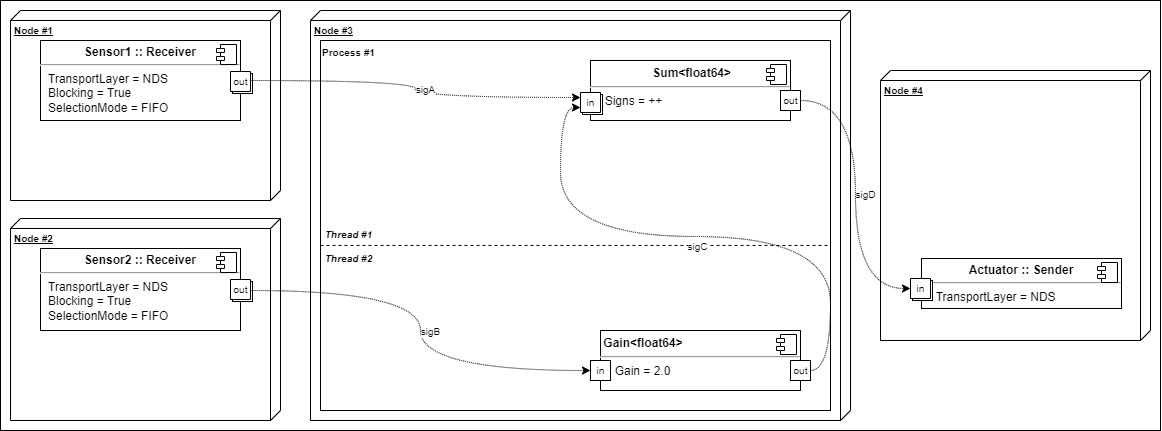 Node #1
Sensor1 :: Receiver
TransportLayer = NDS
Blocking = True
SelectionMode = FIFO
out
sigA
Node #2
Sensor2 :: Receiver
TransportLayer = NDS
Blocking = True
SelectionMode = FIFO
out
sigB
Node #3
Process #1
Sum<float64>
in
Signs = ++
out
Thread #1
sigC
Thread #2
Gain<float64>
in
Gain = 2.0
out
sigD
Node #4
Actuator :: Sender
in
TransportLayer = NDS